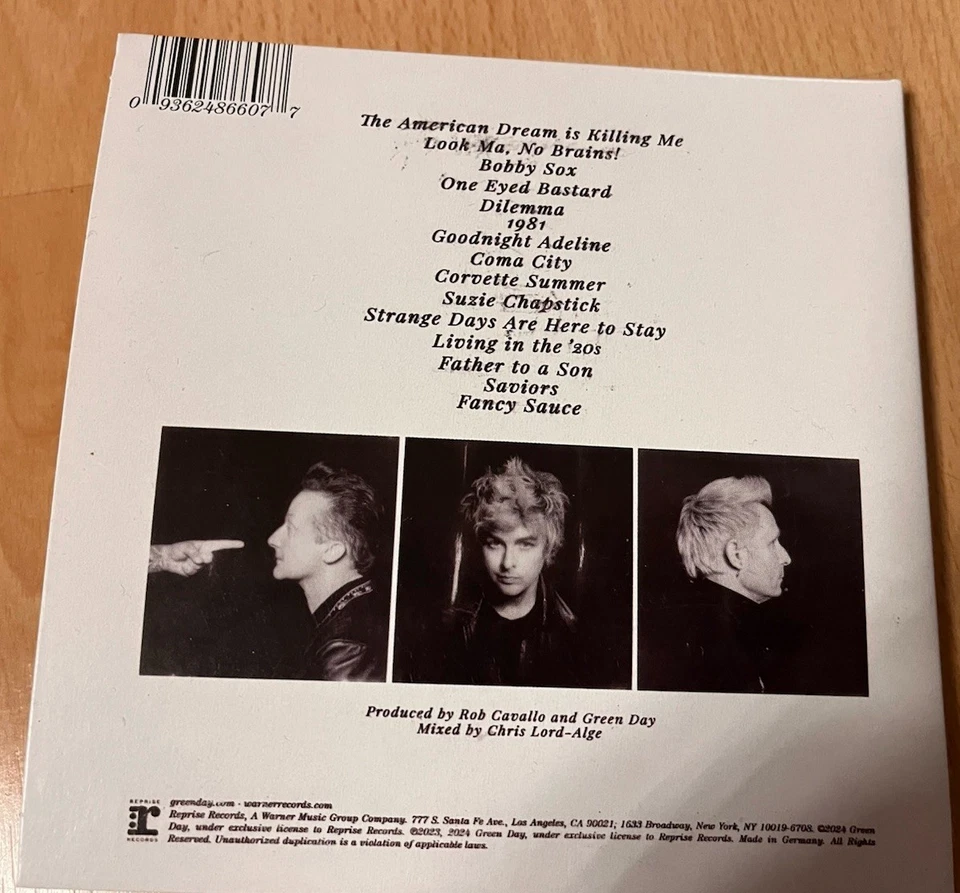 0 93624 86607 7
The American Dream is Killing Me
Look Ma, No Brains!
Bobby Sox
One Eyed Bastard
Dilemma
1981
Goodnight Adeline
Coma City
Corvette Summer
Suzie Chapstick
Strange Days Are Here to Stay
Living in the '20s
Father to a Son
Saviors
Fancy Sauce
Produced by Rob Cavallo and Green Day
Mixed by Chris Lord-Alge
REPRISE
r
RECORDS
greenday.com · warnerrecords.com
Reprise Records, A Warner Music Group Company. 777 S. Santa Fe Ave., Los Angeles, CA 90021; 1633 Broadway, New York, NY 10019-6708. ©2024 Green
Day, under exclusive license to Reprise Records. ℗2023, 2024 Green Day, under exclusive license to Reprise Records. Made in Germany. All Rights
Reserved. Unauthorized duplication is a violation of applicable laws.